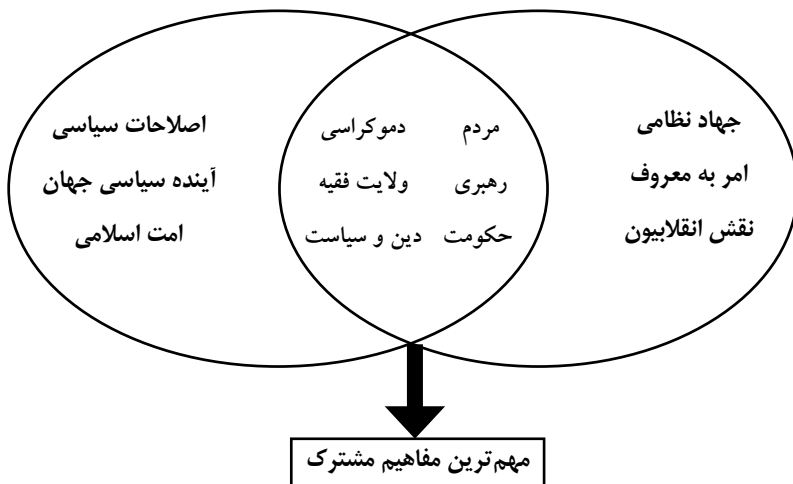 جهاد نظامی
امر به معروف
نقش انقلابیون
مردم دموکراسی
رهبری ولایت فقیه
حکومت دین و سیاست
اصلاحات سیاسی
آینده سیاسی جهان
امت اسلامی
مهم‌ترین مفاهیم مشترک